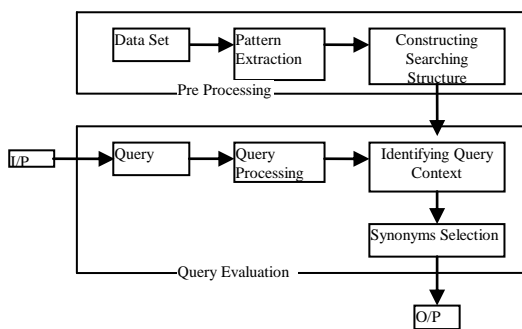 Data Set
Pattern
Extraction
Constructing
Searching
Structure
Pre Processing
I/P
Query
Query
Processing
Identifying Query
Context
Synonyms Selection
Query Evaluation
O/P